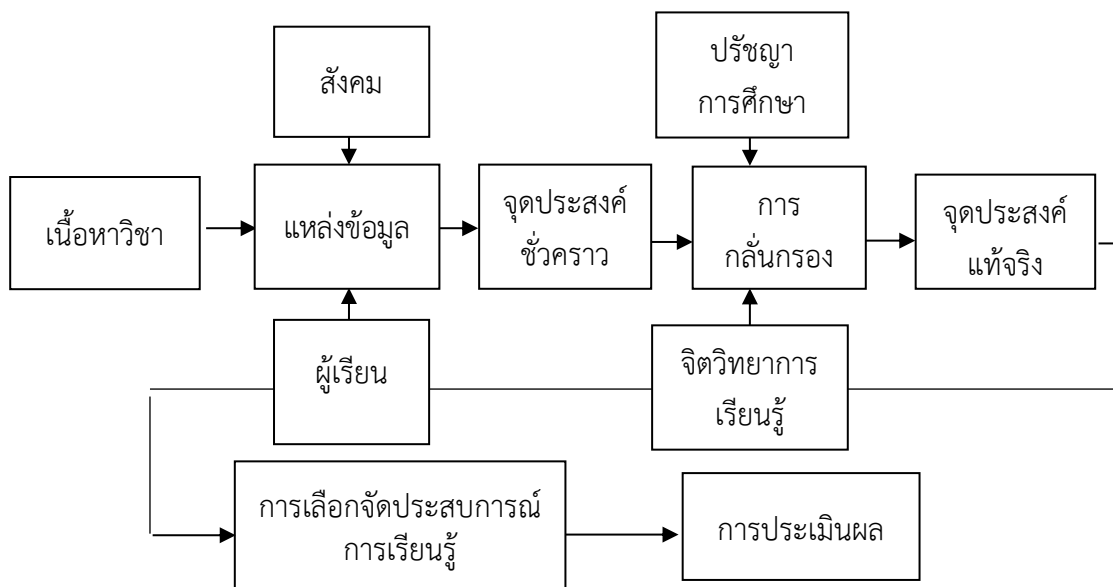 สังคม
ปรัชญา
การศึกษา
เนื้อหาวิชา
แหล่งข้อมูล
จุดประสงค์
ชั่วคราว
การ
กลั่นกรอง
จุดประสงค์
แท้จริง
ผู้เรียน
จิตวิทยาการ
เรียนรู้
การเลือกจัดประสบการณ์
การเรียนรู้
การประเมินผล